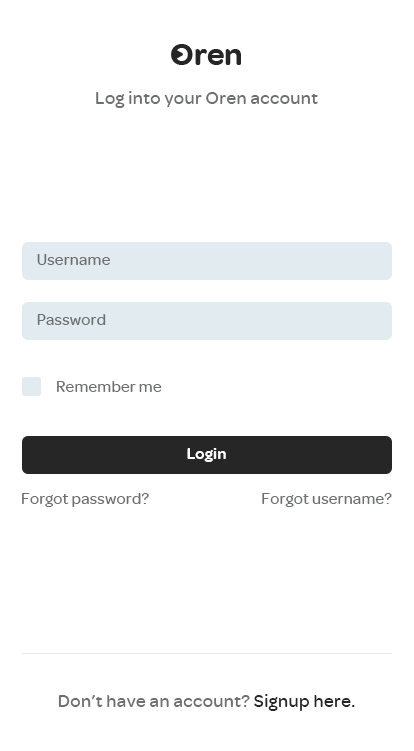 Oren
Log into your Oren account
Username
Password
Remember me
Login
Forgot password? Forgot username?
Don’t have an account? Signup here.